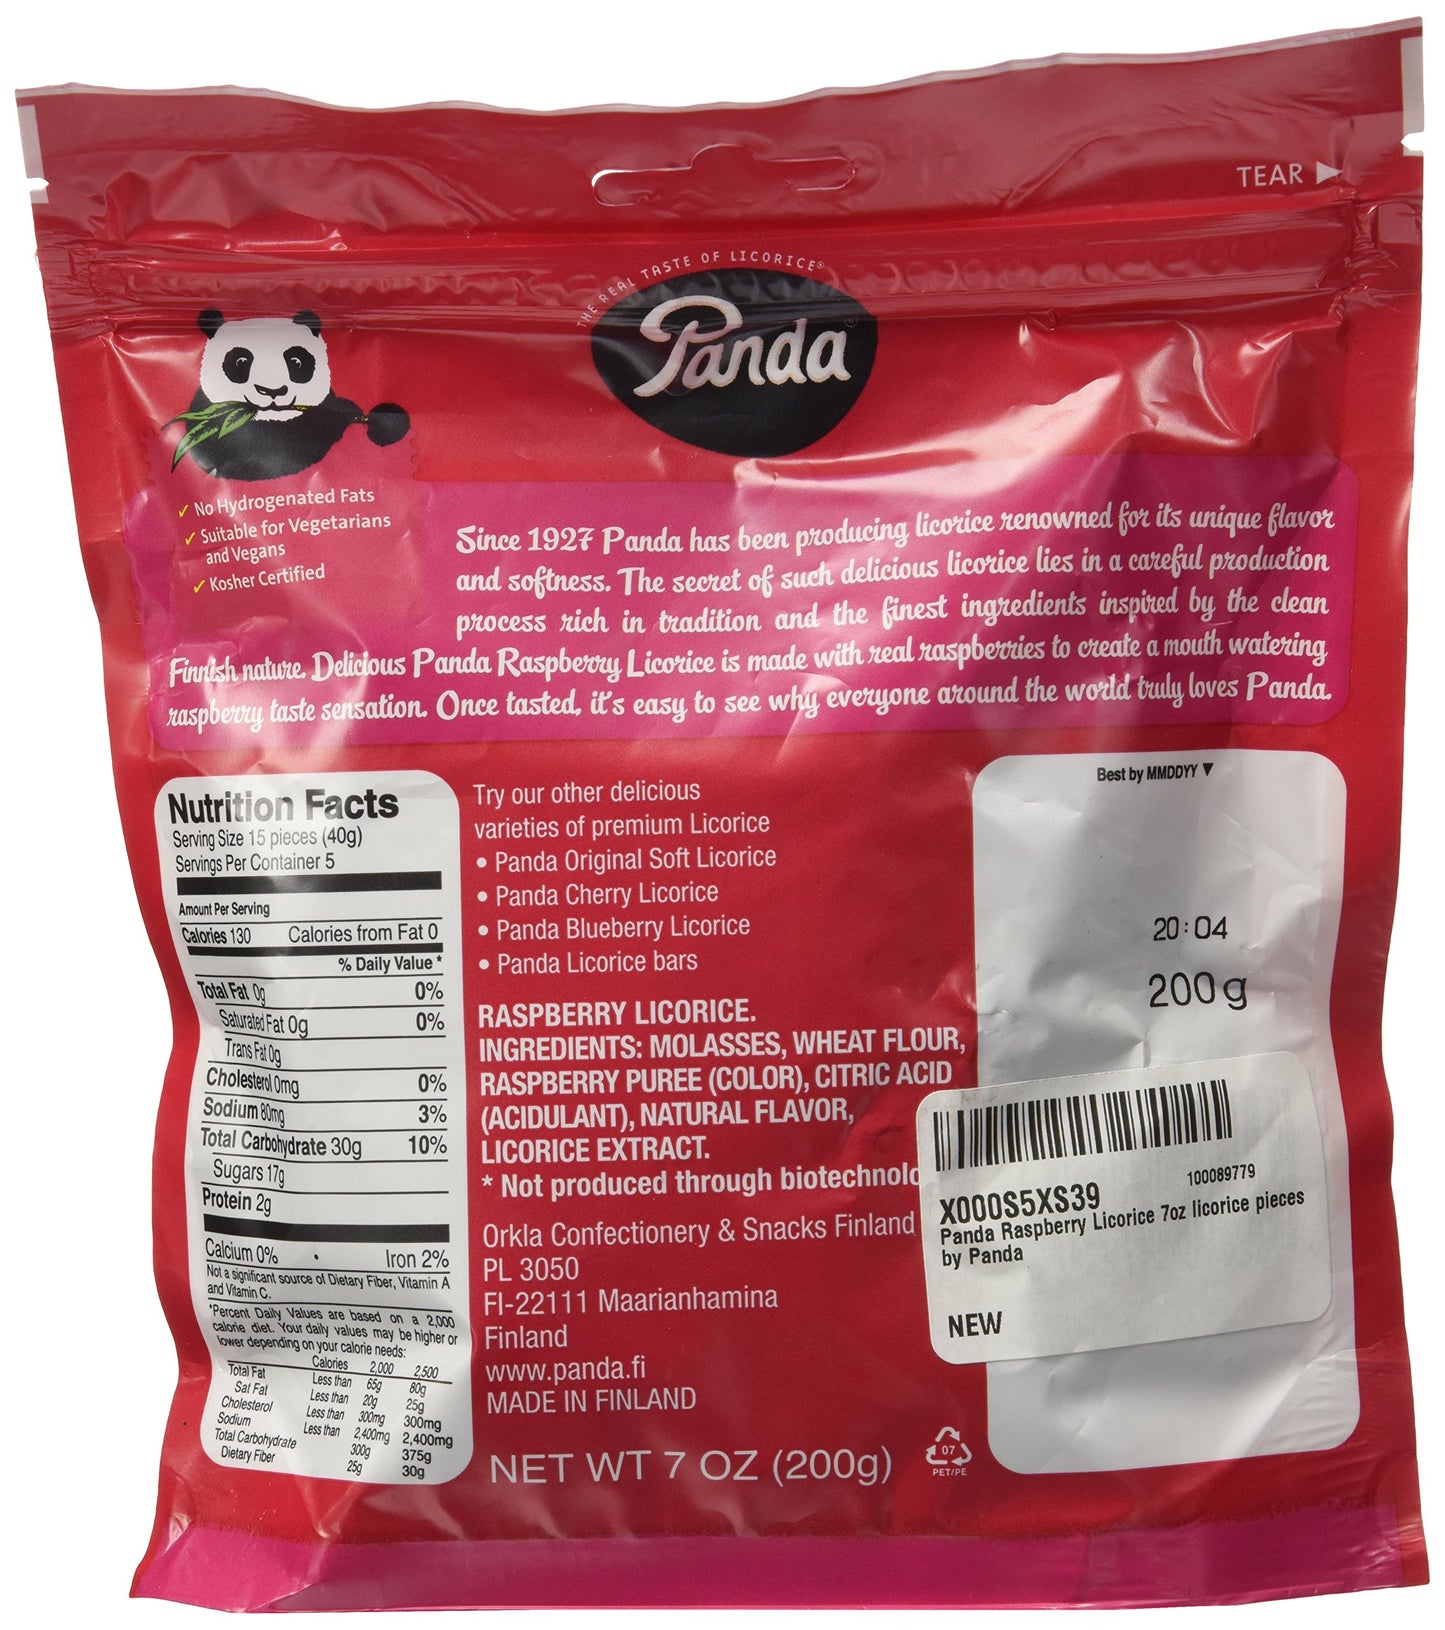 TEAR
THE REAL TASTE OF LICORICE®
Panda®
✓ No Hydrogenated Fats
✓ Suitable for Vegetarians
and Vegans
✓ Kosher Certified
Since 1927 Panda has been producing licorice renowned for its unique flavor
and softness. The secret of such delicious licorice lies in a careful production
process rich in tradition and the finest ingredients inspired by the clean
Finnish nature. Delicious Panda Raspberry Licorice is made with real raspberries to create a mouth watering
raspberry taste sensation. Once tasted, it's easy to see why everyone around the world truly loves Panda.
Nutrition Facts
Serving Size 15 pieces (40g)
Servings Per Container 5
Amount Per Serving
Calories 130 Calories from Fat 0
% Daily Value *
Total Fat 0g 0%
Saturated Fat 0g 0%
Trans Fat 0g
Cholesterol 0mg 0%
Sodium 80mg 3%
Total Carbohydrate 30g 10%
Sugars 17g
Protein 2g
Calcium 0% • Iron 2%
Not a significant source of Dietary Fiber, Vitamin A
and Vitamin C.
*Percent Daily Values are based on a 2,000
calorie diet. Your daily values may be higher or
lower depending on your calorie needs:
Calories 2,000 2,500
Total Fat Less than 65g 80g
Sat Fat Less than 20g 25g
Cholesterol Less than 300mg 300mg
Sodium Less than 2,400mg 2,400mg
Total Carbohydrate 300g 375g
Dietary Fiber 25g 30g
Try our other delicious
varieties of premium Licorice
• Panda Original Soft Licorice
• Panda Cherry Licorice
• Panda Blueberry Licorice
• Panda Licorice bars
RASPBERRY LICORICE.
INGREDIENTS: MOLASSES, WHEAT FLOUR,
RASPBERRY PUREE (COLOR), CITRIC ACID
(ACIDULANT), NATURAL FLAVOR,
LICORICE EXTRACT.
* Not produced through biotechnolo
Orkla Confectionery & Snacks Finland
PL 3050
FI-22111 Maarianhamina
Finland
www.panda.fi
MADE IN FINLAND
NET WT 7 OZ (200g)
07
PET/PE
Best by MMDDYY
20:04
200g
X000S5XS39 100089779
Panda Raspberry Licorice 7oz licorice pieces
by Panda
NEW